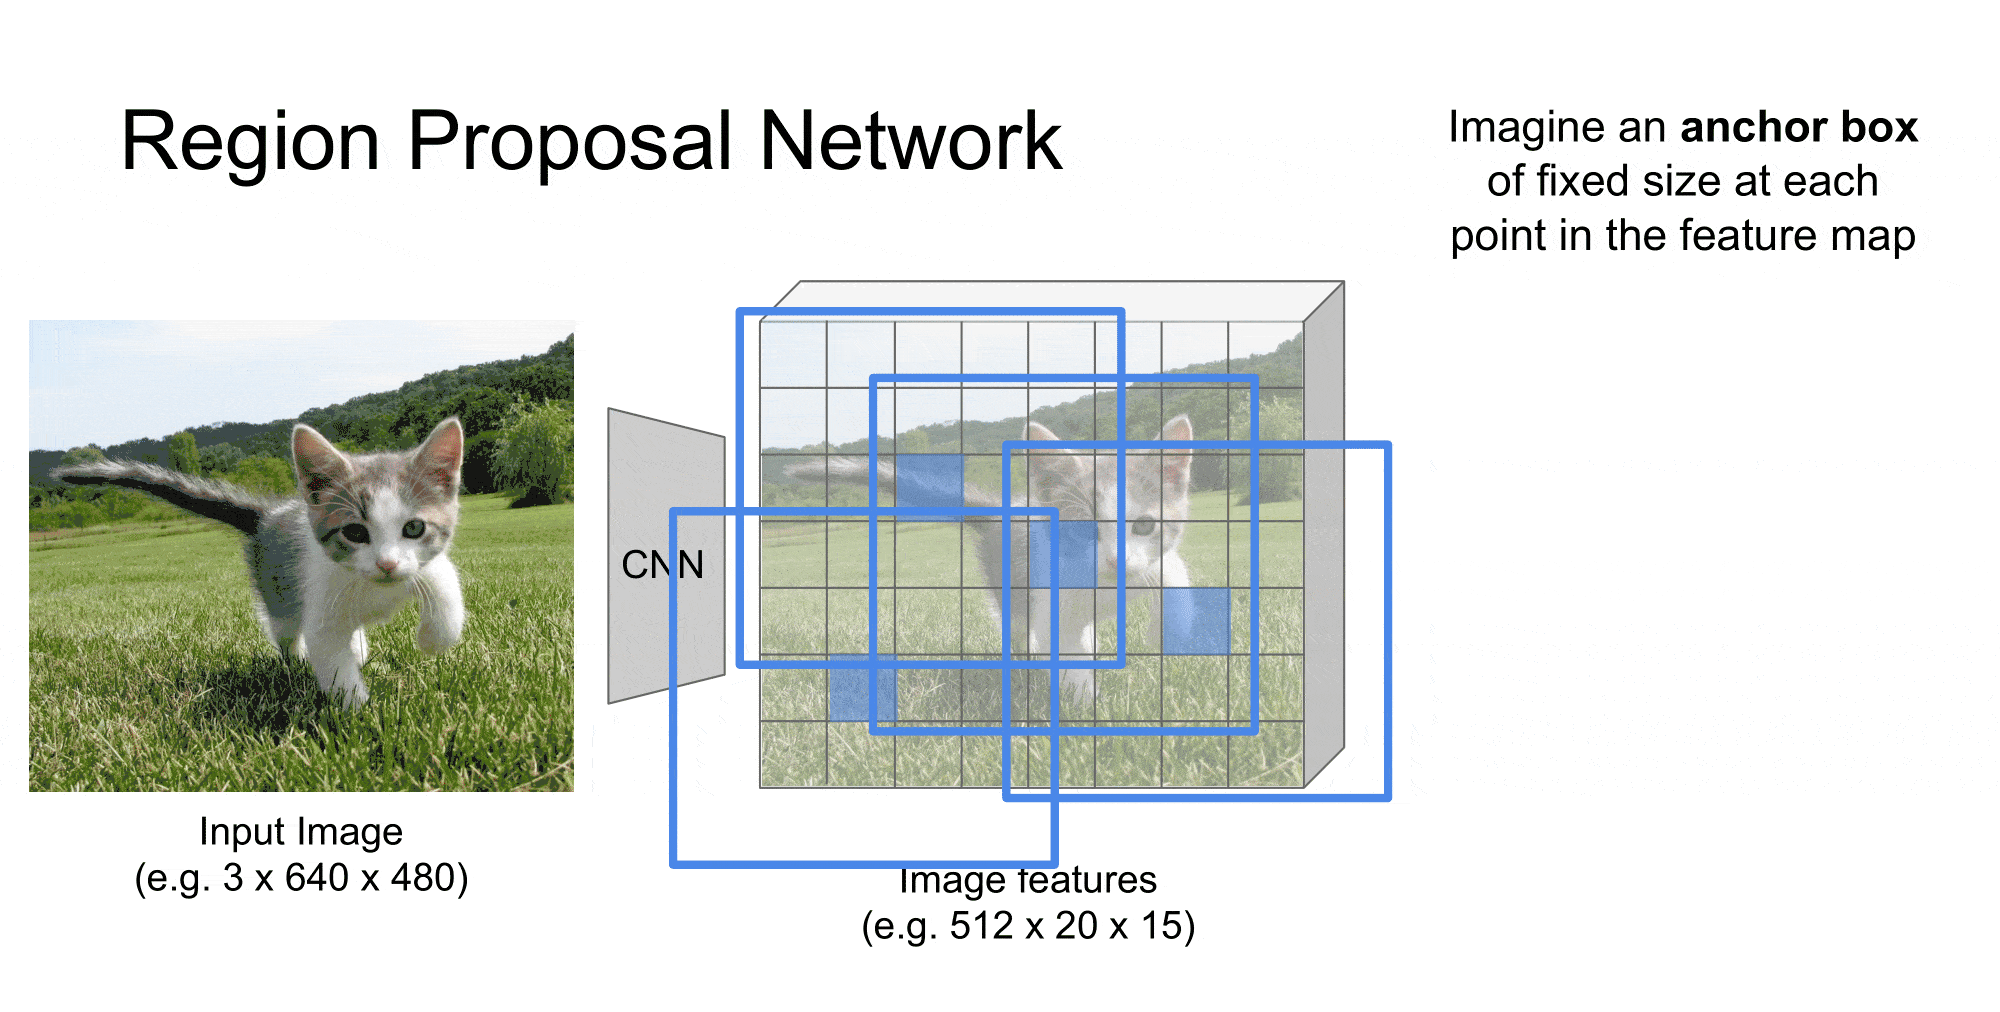 Region Proposal Network
Imagine an anchor box
of fixed size at each
point in the feature map
CNN
Input Image
(e.g. 3 x 640 x 480)
Image features
(e.g. 512 x 20 x 15)